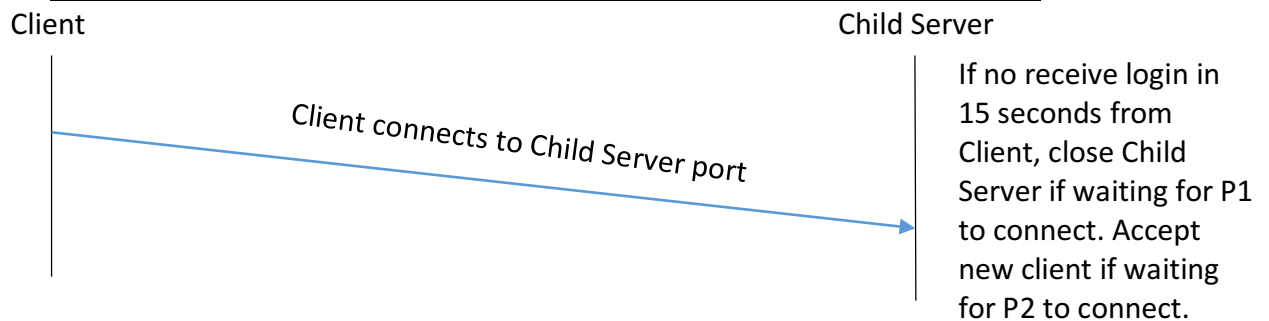 Client
Child Server
Client connects to Child Server port
If no receive login in
15 seconds from
Client, close Child
Server if waiting for P1
to connect. Accept
new client if waiting
for P2 to connect.